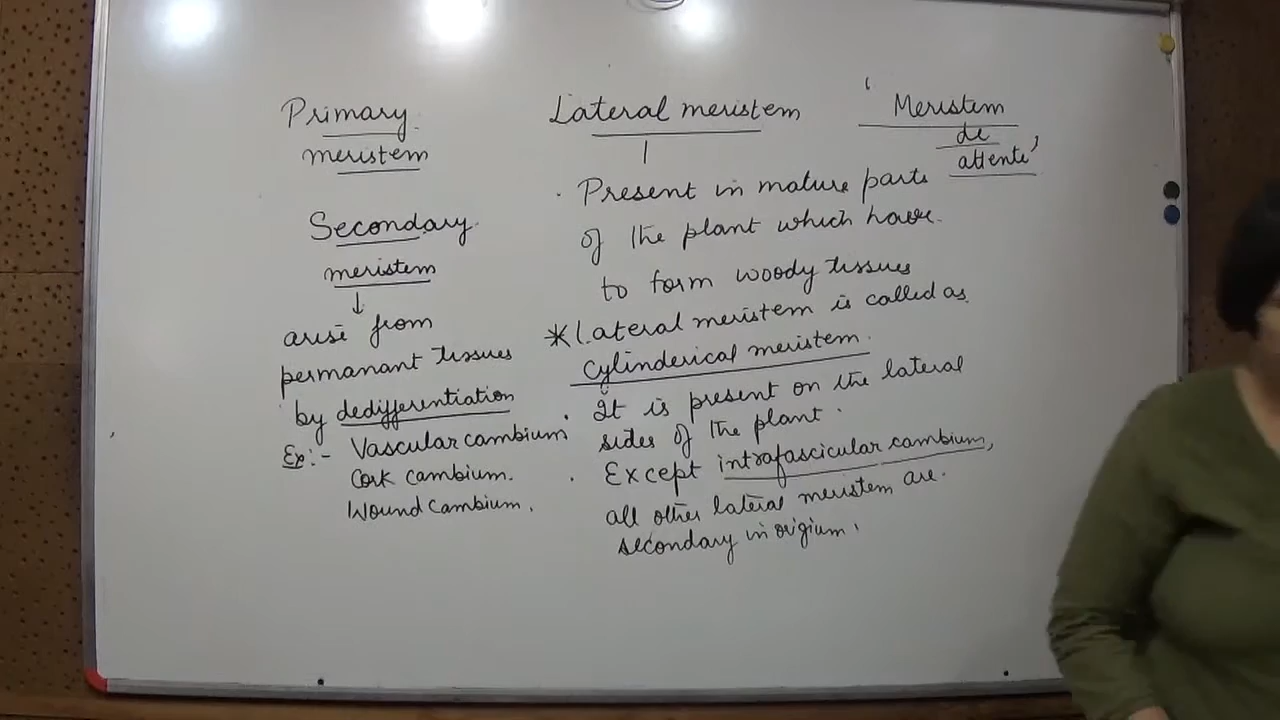 Primary
meristem
Secondary
meristem
↓
arise from
permanant tissues
by dedifferentiation
Ex:- Vascular cambium
Cork cambium.
Wound cambium.
Lateral meristem
· Present in mature parts
of the plant which have
to form woody tissues
* Lateral meristem is called as
cylinderical meristem.
· It is present on the lateral
sides of the plant.
· Except intrafascicular cambium,
all other lateral meristem are
secondary in origium.
' Meristem
de
attente'